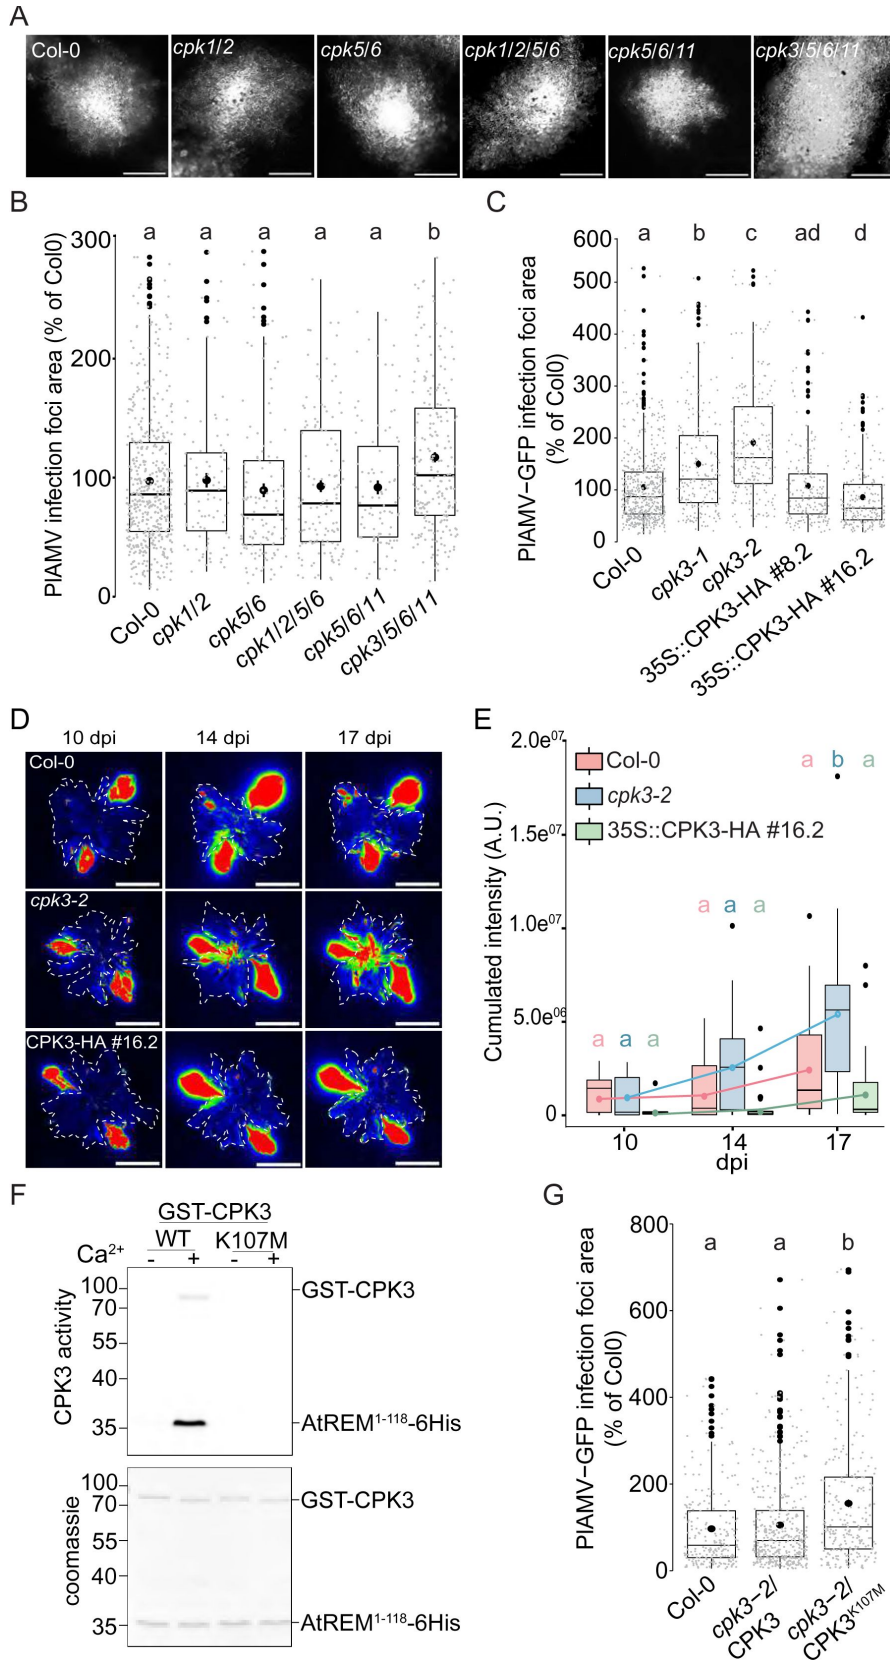 A
Col-0 cpk1/2 cpk5/6 cpk1/2/5/6 cpk5/6/11 cpk3/5/6/11
B
PlAMV infection foci area (% of Col0)
300
200
100
0
a a a a a b
Col-0 cpk1/2 cpk5/6 cpk1/2/5/6 cpk5/6/11 cpk3/5/6/11
C
PlAMV−GFP infection foci area
(% of Col0)
600
500
400
300
200
100
0
a b c ad d
Col-0 cpk3-1 cpk3-2 35S::CPK3-HA #8.2 35S::CPK3-HA #16.2
D
10 dpi 14 dpi 17 dpi
Col-0
cpk3-2
CPK3-HA #16.2
E
Cumulated intensity (A.U.)
2.0e⁰⁷
1.5e⁰⁷
1.0e⁰⁷
5.0e⁰⁶
0
Col-0
cpk3-2
35S::CPK3-HA #16.2
a a a
a a a
a b a
10 14 17
dpi
F
GST-CPK3
WT K107M
Ca²⁺ - + - +
CPK3 activity
100
70
55
40
35
GST-CPK3
AtREM¹⁻¹¹⁸-6His
coomassie
100
70
55
40
35
GST-CPK3
AtREM¹⁻¹¹⁸-6His
G
PlAMV−GFP infection foci area
(% of Col0)
800
600
400
200
0
a a b
Col-0
cpk3−2/
CPK3
cpk3−2/
CPK3ᴷ¹⁰⁷ᴹ